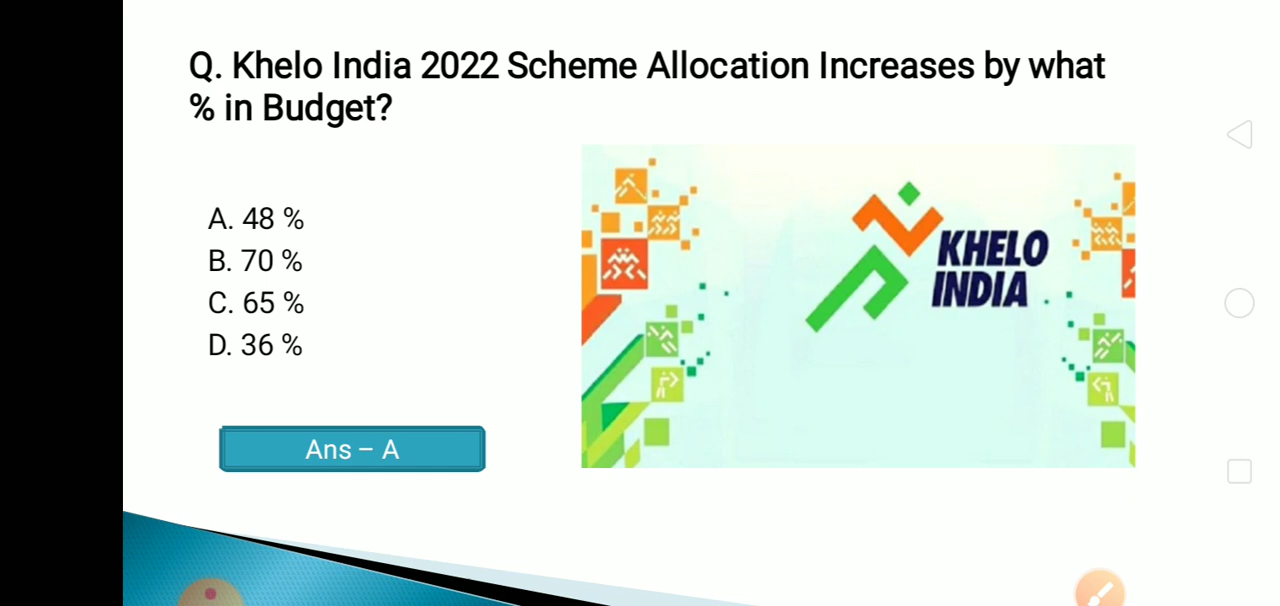 Q. Khelo India 2022 Scheme Allocation Increases by what
% in Budget?
A. 48 %
B. 70 %
C. 65 %
D. 36 %
Ans – A
KHELO
INDIA